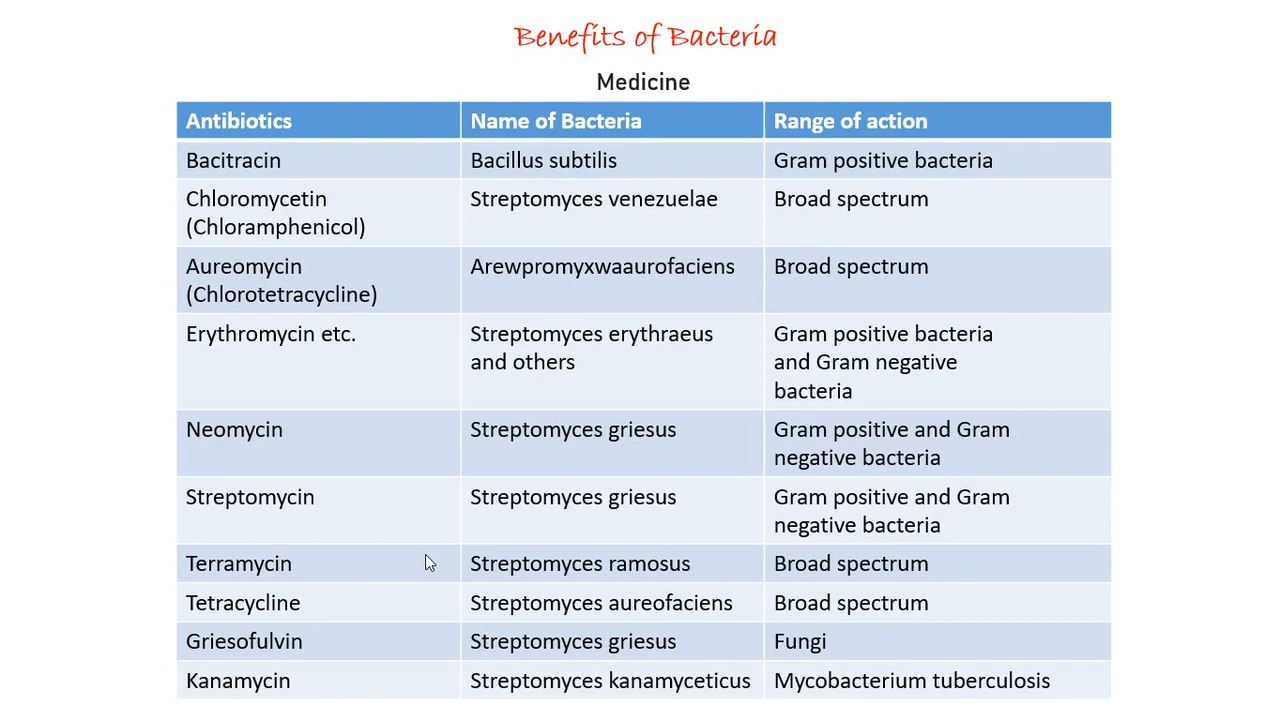 Benefits of Bacteria
Medicine
Antibiotics Name of Bacteria Range of action
Bacitracin Bacillus subtilis Gram positive bacteria
Chloromycetin Streptomyces venezuelae Broad spectrum
(Chloramphenicol)
Aureomycin Arewpromyxwaaurofaciens Broad spectrum
(Chlorotetracycline)
Erythromycin etc. Streptomyces erythraeus Gram positive bacteria
and others and Gram negative
bacteria
Neomycin Streptomyces griesus Gram positive and Gram
negative bacteria
Streptomycin Streptomyces griesus Gram positive and Gram
negative bacteria
Terramycin Streptomyces ramosus Broad spectrum
Tetracycline Streptomyces aureofaciens Broad spectrum
Griesofulvin Streptomyces griesus Fungi
Kanamycin Streptomyces kanamyceticus Mycobacterium tuberculosis